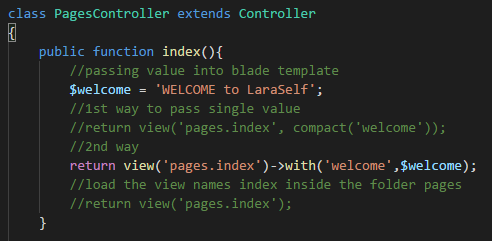 class PagesController extends Controller
{
public function index(){
//passing value into blade template
$welcome = 'WELCOME to LaraSelf';
//1st way to pass single value
//return view('pages.index', compact('welcome'));
//2nd way
return view('pages.index')->with('welcome',$welcome);
//load the view names index inside the folder pages
//return view('pages.index');
}